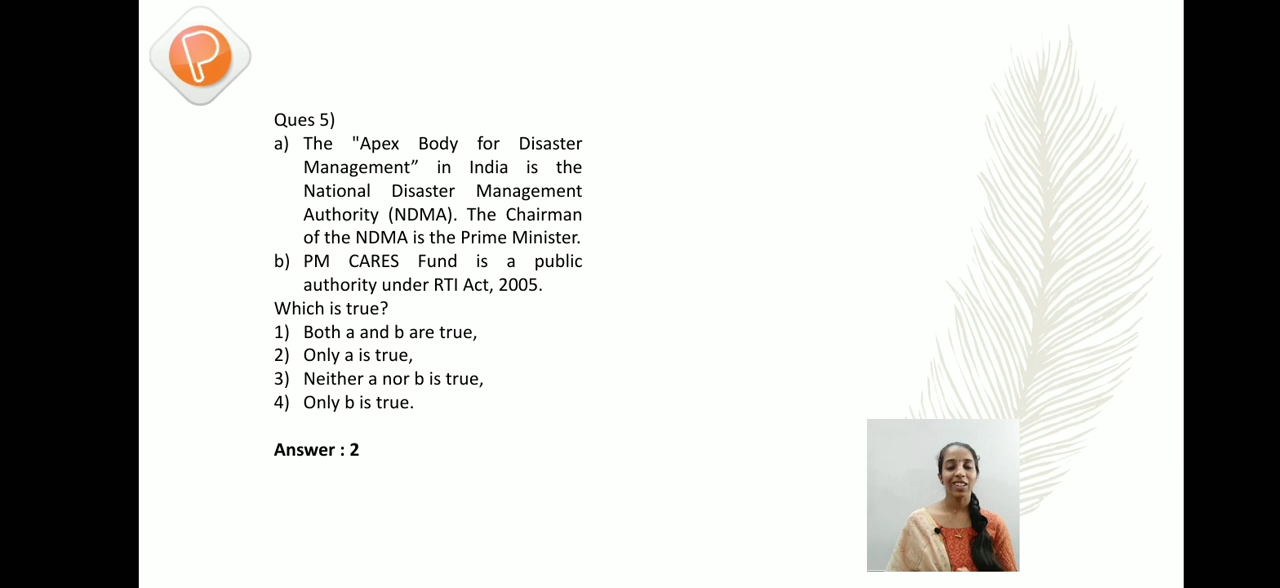 P
Ques 5)
a) The "Apex Body for Disaster
Management” in India is the
National Disaster Management
Authority (NDMA). The Chairman
of the NDMA is the Prime Minister.
b) PM CARES Fund is a public
authority under RTI Act, 2005.
Which is true?
1) Both a and b are true,
2) Only a is true,
3) Neither a nor b is true,
4) Only b is true.
Answer : 2